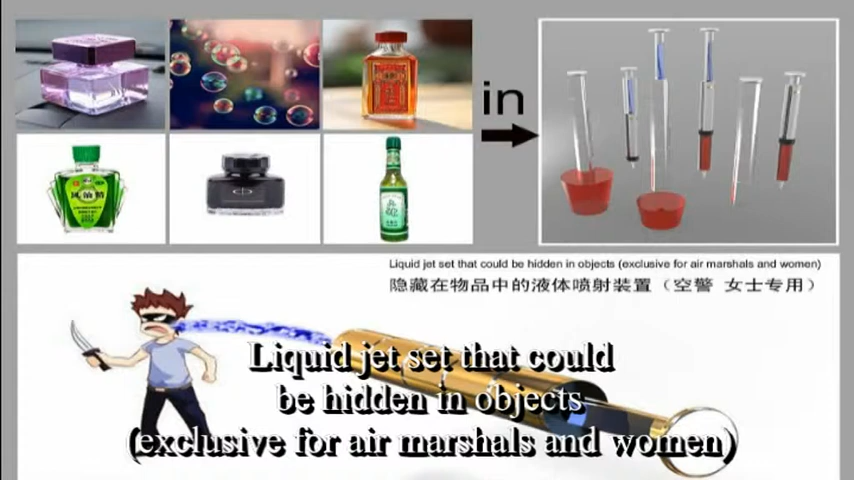 in
Liquid jet set that could be hidden in objects (exclusive for air marshals and women)
隐藏在物品中的液体喷射装置（空警 女士专用）
Liquid jet set that could
be hidden in objects
(exclusive for air marshals and women)